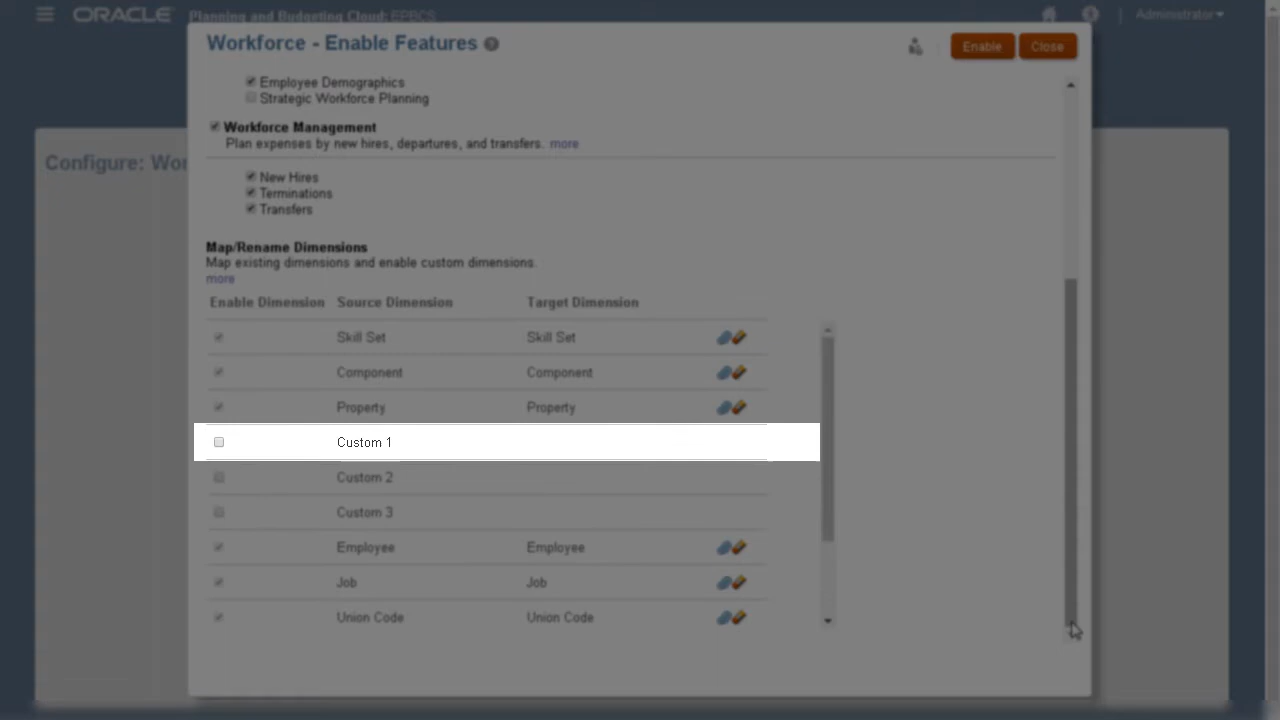 ORACLE Planning and Budgeting Cloud: EPBCS Administrator
Workforce - Enable Features Enable Close
Employee Demographics
Strategic Workforce Planning
Workforce Management
Plan expenses by new hires, departures, and transfers. more
Configure: Wor
New Hires
Terminations
Transfers
Map/Rename Dimensions
Map existing dimensions and enable custom dimensions.
more
Enable Dimension Source Dimension Target Dimension
Skill Set Skill Set
Component Component
Property Property
Custom 1
Custom 2
Custom 3
Employee Employee
Job Job
Union Code Union Code